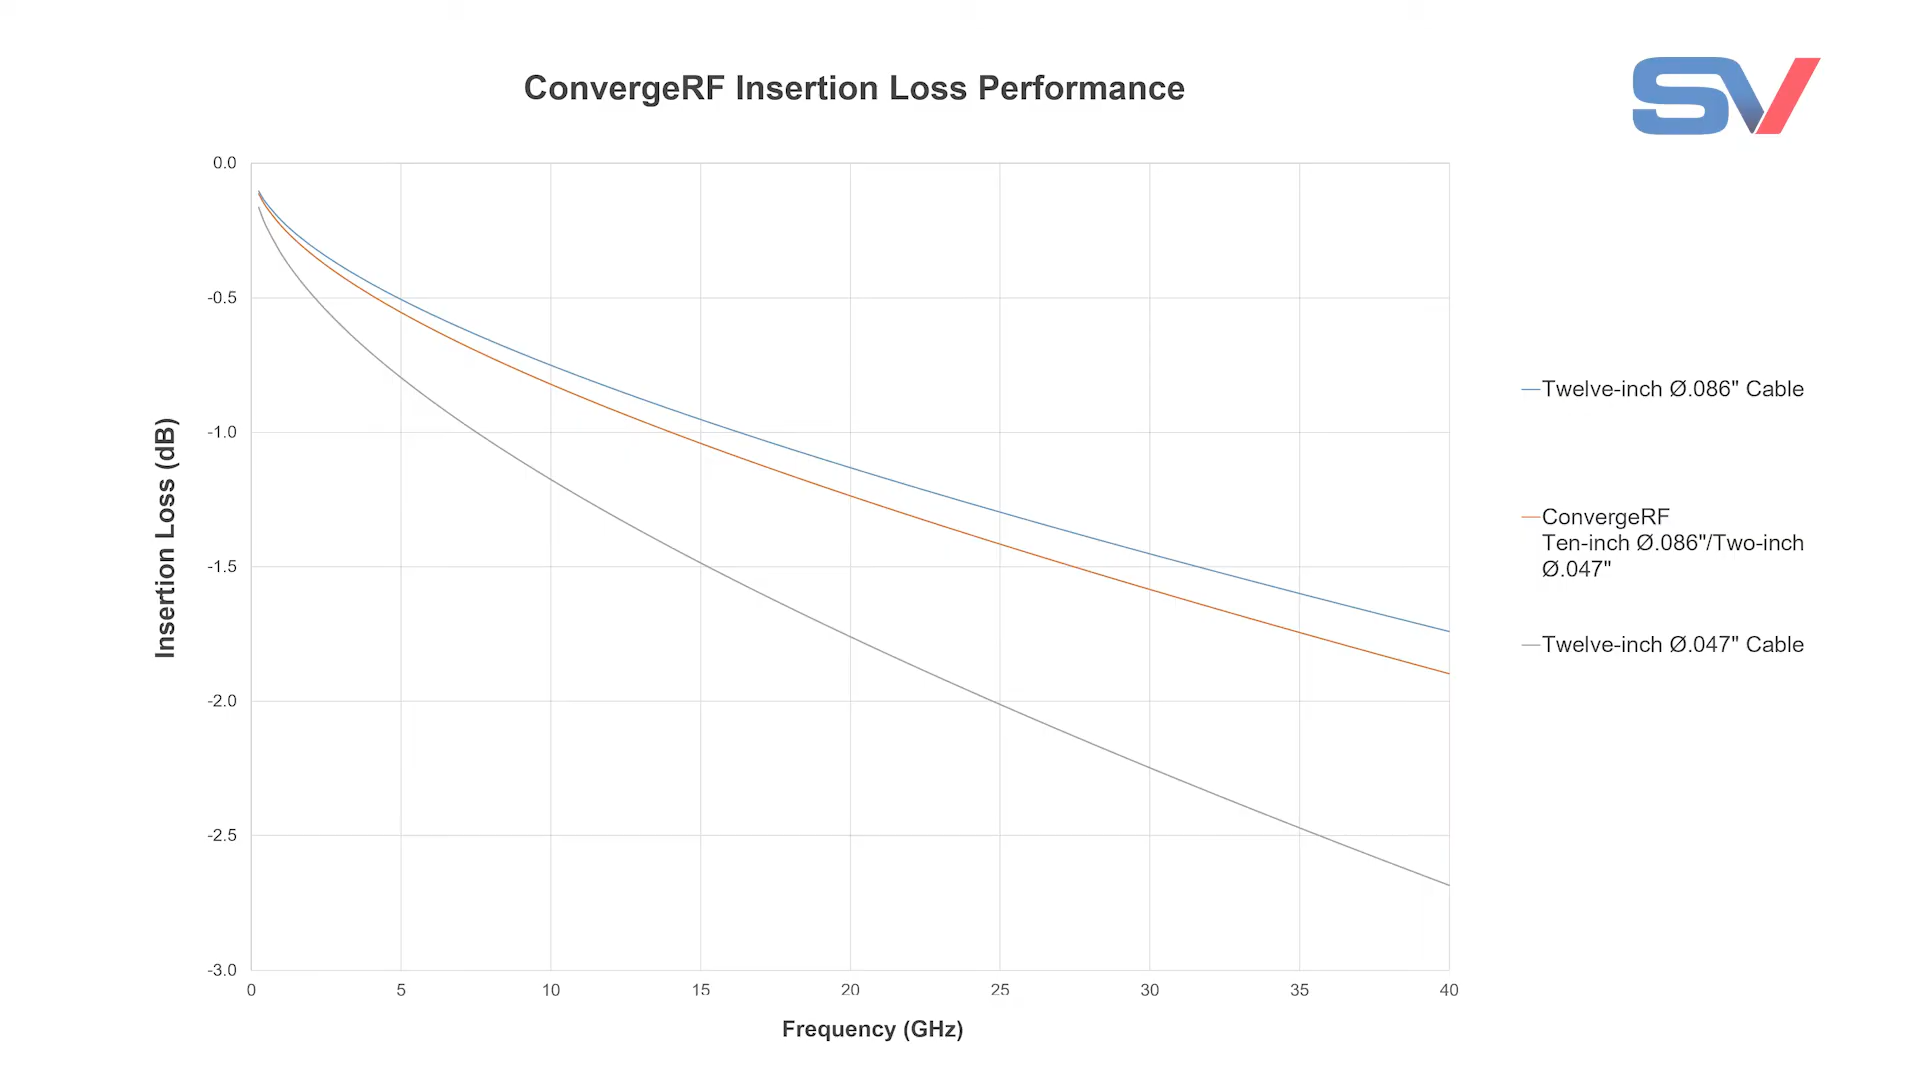 ConvergeRF Insertion Loss Performance
SV
0.0
-0.5
-1.0
-1.5
-2.0
-2.5
-3.0
Insertion Loss (dB)
0 5 10 15 20 25 30 35 40
Frequency (GHz)
Twelve-inch Ø.086" Cable
ConvergeRF
Ten-inch Ø.086"/Two-inch
Ø.047"
Twelve-inch Ø.047" Cable